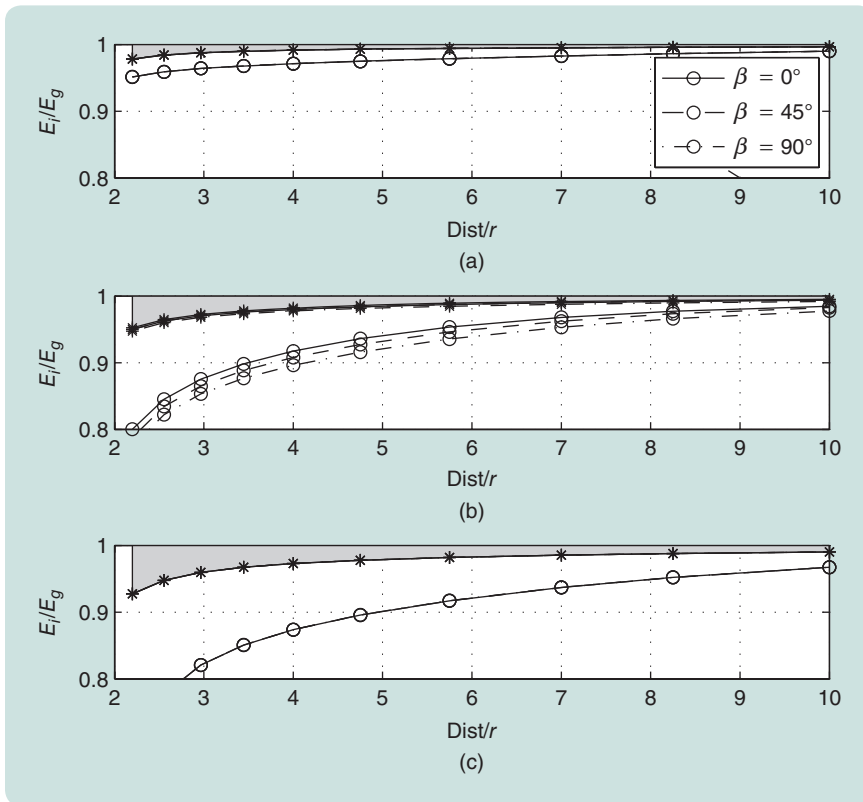 1
0.9
0.8
E_i/E_g
2 3 4 5 6 7 8 9 10
Dist/r
(a)
β = 0°
β = 45°
β = 90°
1
0.9
0.8
E_i/E_g
2 3 4 5 6 7 8 9 10
Dist/r
(b)
1
0.9
0.8
E_i/E_g
2 3 4 5 6 7 8 9 10
Dist/r
(c)